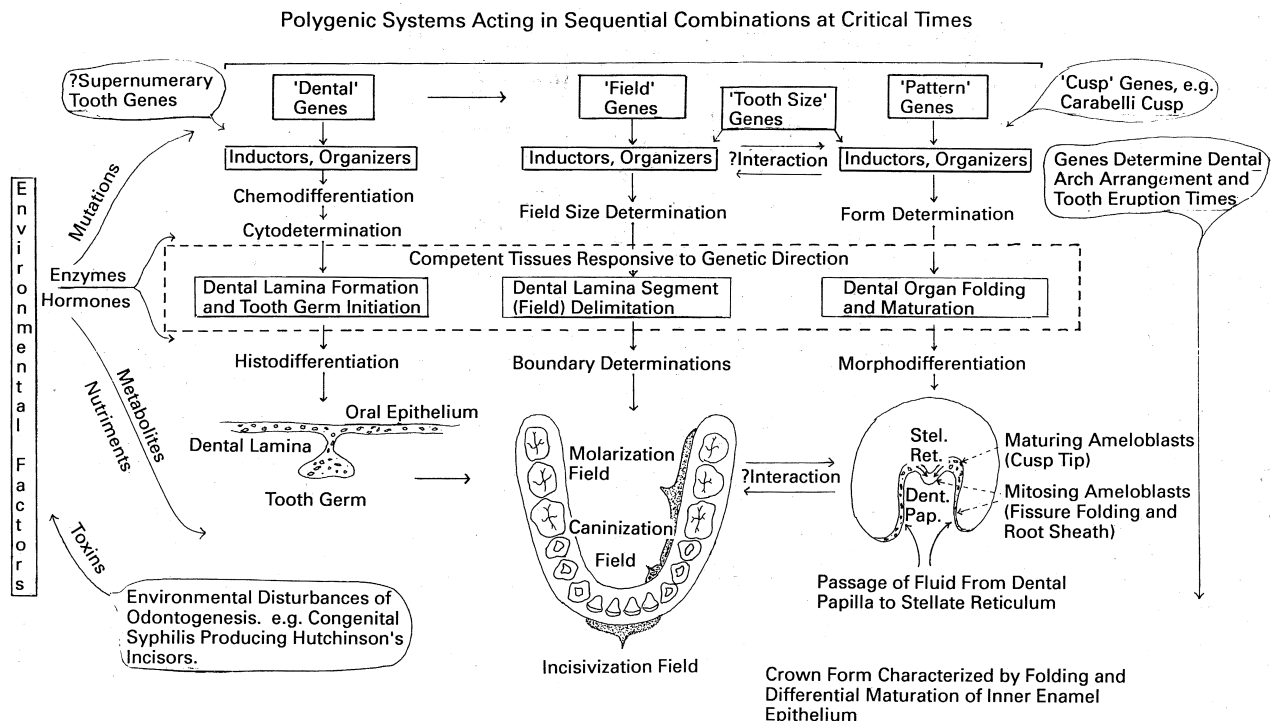 Polygenic Systems Acting in Sequential Combinations at Critical Times
?Supernumerary
Tooth Genes
'Dental'
Genes
'Field'
Genes
'Tooth Size'
Genes
'Pattern'
Genes
'Cusp' Genes, e.g.
Carabelli Cusp
Inductors, Organizers
Inductors, Organizers
?Interaction
Inductors, Organizers
Genes Determine Dental
Arch Arrangement and
Tooth Eruption Times
Chemodifferentiation
Cytodetermination
Field Size Determination
Form Determination
Environmental Factors
Mutations
Enzymes
Hormones
Metabolites
Nutriments
Toxins
Competent Tissues Responsive to Genetic Direction
Dental Lamina Formation
and Tooth Germ Initiation
Dental Lamina Segment
(Field) Delimitation
Dental Organ Folding
and Maturation
Histodifferentiation
Boundary Determinations
Morphodifferentiation
Oral Epithelium
Dental Lamina
Tooth Germ
Molarization
Field
Caninization
Field
Incisivization Field
?Interaction
Stel.
Ret.
Dent.
Pap.
Maturing Ameloblasts
(Cusp Tip)
Mitosing Ameloblasts
(Fissure Folding and
Root Sheath)
Passage of Fluid From Dental
Papilla to Stellate Reticulum
Environmental Disturbances of
Odontogenesis. e.g. Congenital
Syphilis Producing Hutchinson's
Incisors.
Crown Form Characterized by Folding and
Differential Maturation of Inner Enamel
Epithelium